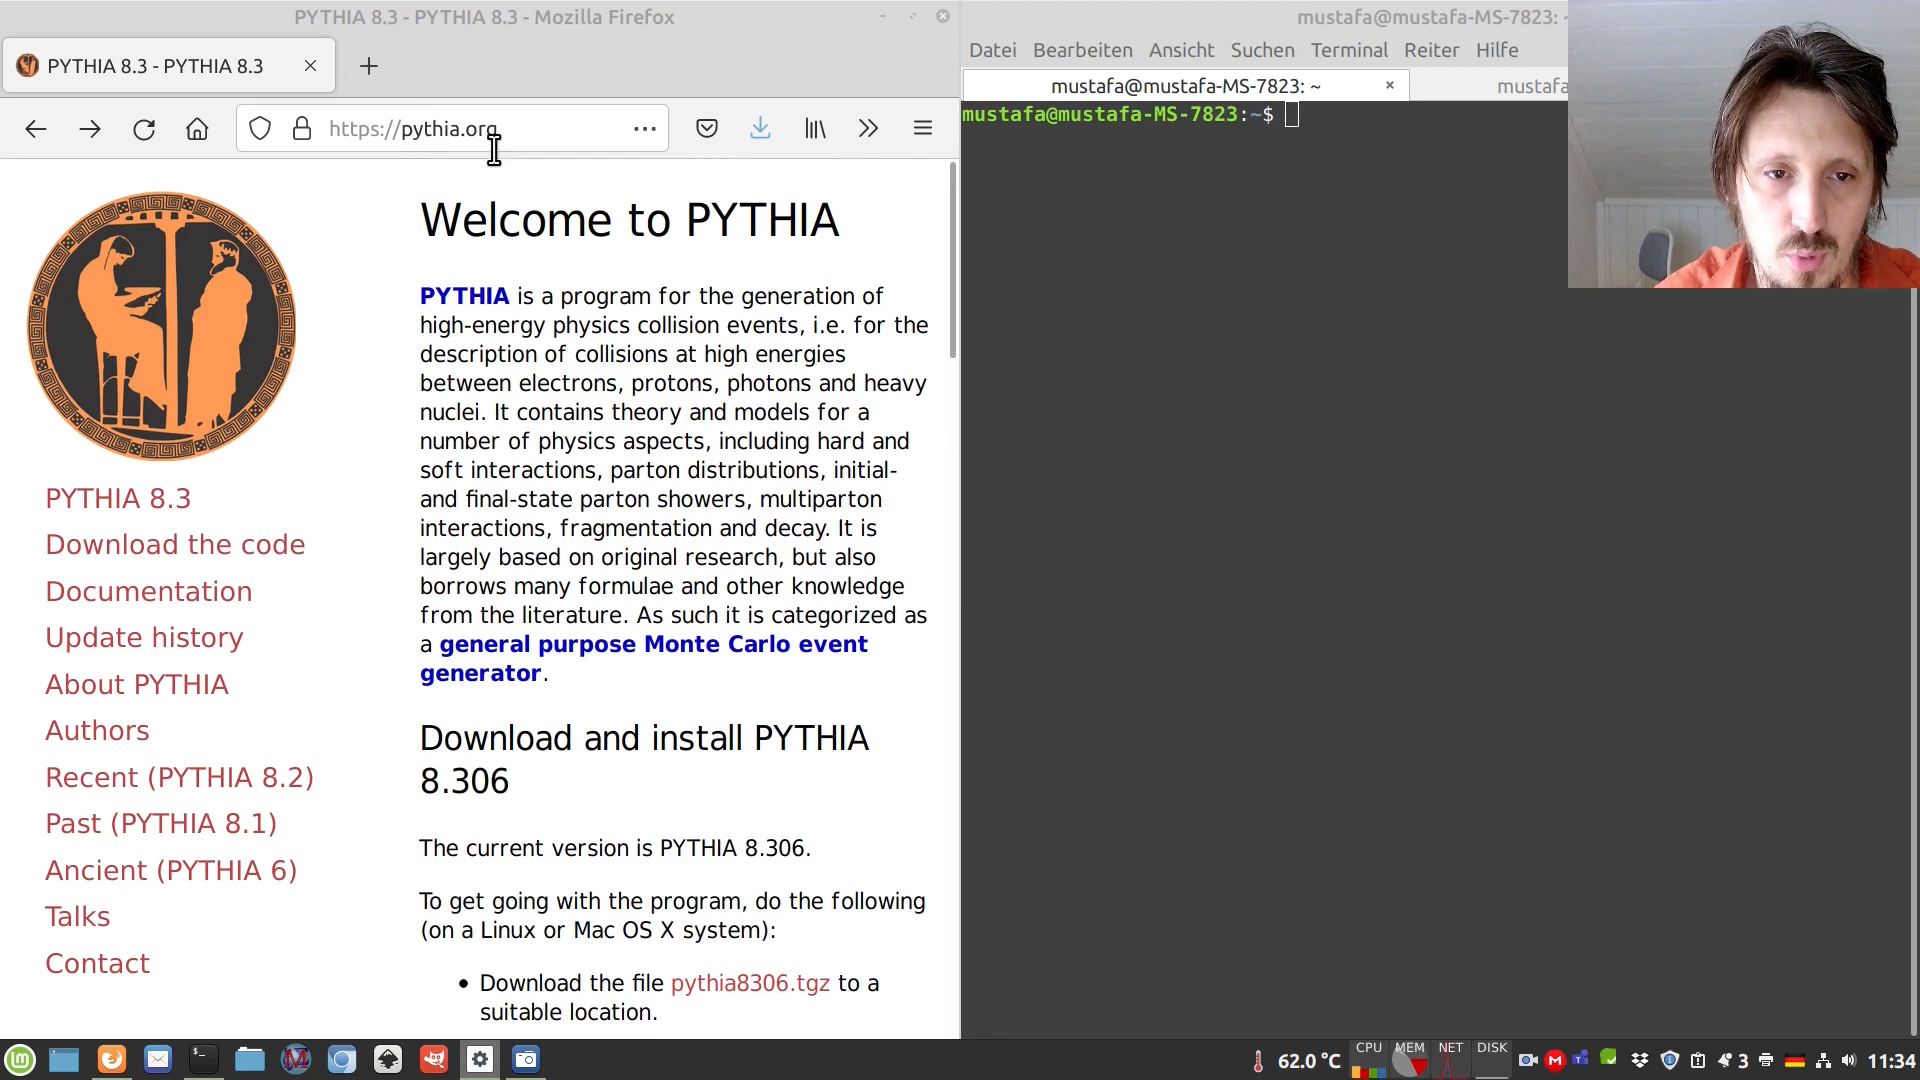 PYTHIA 8.3 - PYTHIA 8.3 - Mozilla Firefox
PYTHIA 8.3 - PYTHIA 8.3
https://pythia.org
Welcome to PYTHIA
PYTHIA is a program for the generation of
high-energy physics collision events, i.e. for the
description of collisions at high energies
between electrons, protons, photons and heavy
nuclei. It contains theory and models for a
number of physics aspects, including hard and
soft interactions, parton distributions, initial-
and final-state parton showers, multiparton
interactions, fragmentation and decay. It is
largely based on original research, but also
borrows many formulae and other knowledge
from the literature. As such it is categorized as
a general purpose Monte Carlo event
generator.
Download and install PYTHIA
8.306
The current version is PYTHIA 8.306.
To get going with the program, do the following
(on a Linux or Mac OS X system):
• Download the file pythia8306.tgz to a
suitable location.
PYTHIA 8.3
Download the code
Documentation
Update history
About PYTHIA
Authors
Recent (PYTHIA 8.2)
Past (PYTHIA 8.1)
Ancient (PYTHIA 6)
Talks
Contact
mustafa@mustafa-MS-7823: ~
Datei Bearbeiten Ansicht Suchen Terminal Reiter Hilfe
mustafa@mustafa-MS-7823: ~
mustafa
mustafa@mustafa-MS-7823:~$
62.0 °C
CPU MEM NET DISK
3
11:34